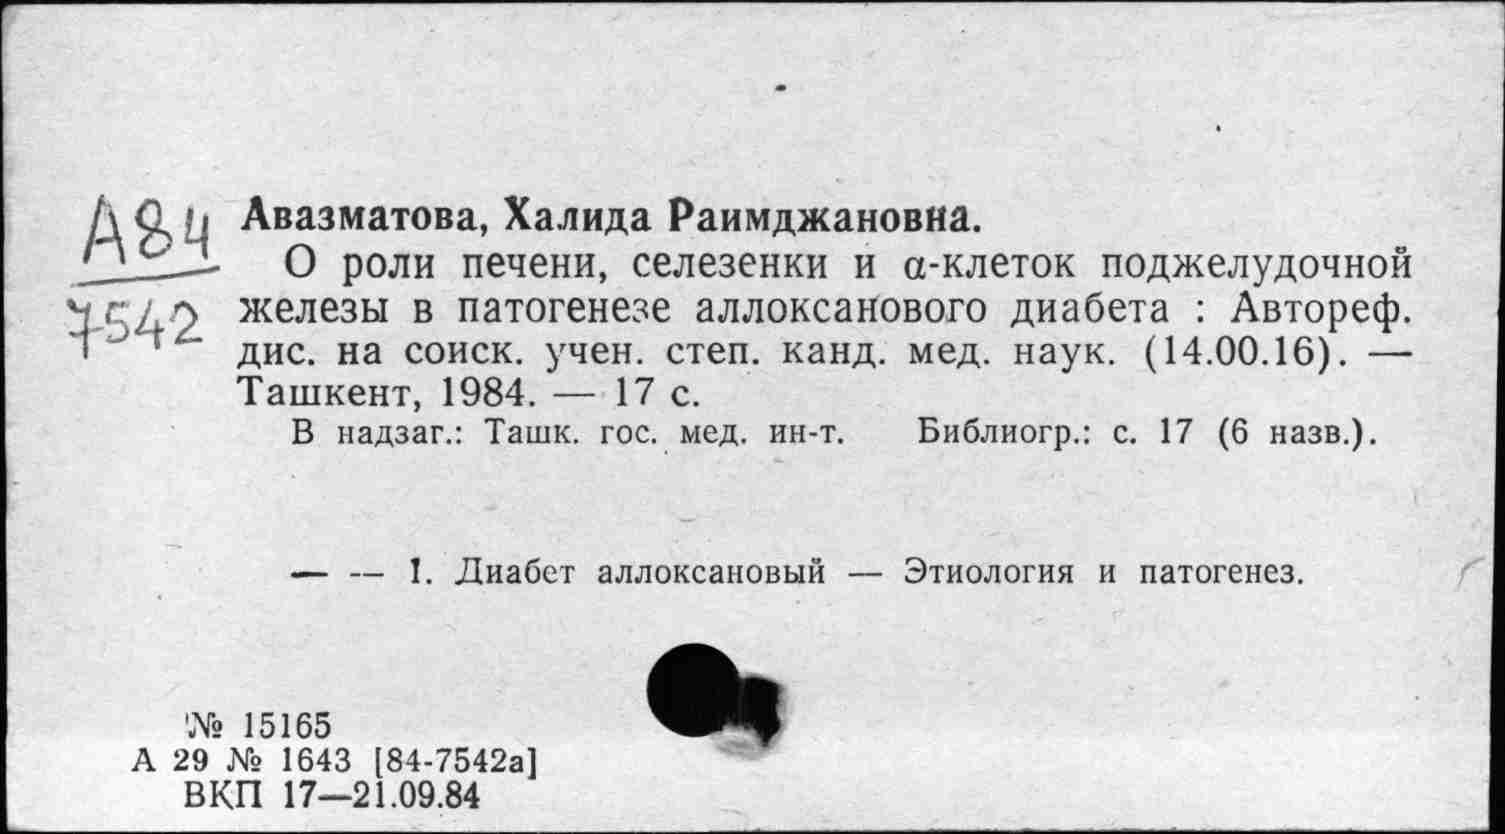 А84
7542
Авазматова, Халида Раимджановна.
О роли печени, селезенки и α-клеток поджелудочной
железы в патогенезе аллоксанового диабета : Автореф.
дис. на соиск. учен. степ. канд. мед. наук. (14.00.16). —
Ташкент, 1984. — 17 с.
В надзаг.: Ташк. гос. мед. ин-т. Библиогр.: с. 17 (6 назв.).
— — 1. Диабет аллоксановый — Этиология и патогенез.
№ 15165
А 29 № 1643 [84-7542а]
ВКП 17—21.09.84